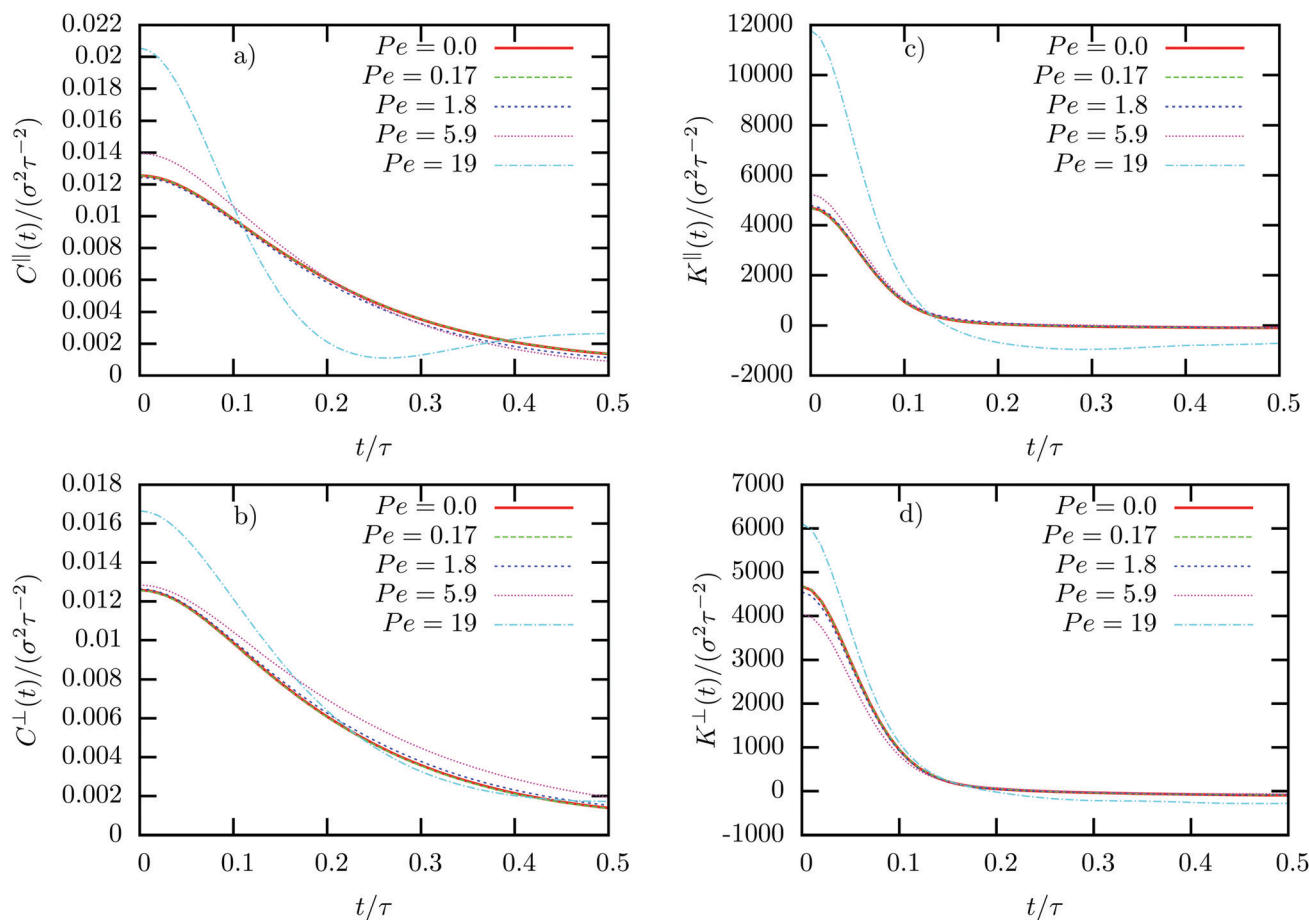 0.022
0.02
0.018
0.016
0.014
0.012
0.01
0.008
0.006
0.004
0.002
0
C∥(t)/(σ²τ⁻²)
a)
Pe = 0.0
Pe = 0.17
Pe = 1.8
Pe = 5.9
Pe = 19
0 0.1 0.2 0.3 0.4 0.5
t/τ
12000
10000
8000
6000
4000
2000
0
-2000
K∥(t)/(σ²τ⁻²)
c)
Pe = 0.0
Pe = 0.17
Pe = 1.8
Pe = 5.9
Pe = 19
0 0.1 0.2 0.3 0.4 0.5
t/τ
0.018
0.016
0.014
0.012
0.01
0.008
0.006
0.004
0.002
0
C⊥(t)/(σ²τ⁻²)
b)
Pe = 0.0
Pe = 0.17
Pe = 1.8
Pe = 5.9
Pe = 19
0 0.1 0.2 0.3 0.4 0.5
t/τ
7000
6000
5000
4000
3000
2000
1000
0
-1000
K⊥(t)/(σ²τ⁻²)
d)
Pe = 0.0
Pe = 0.17
Pe = 1.8
Pe = 5.9
Pe = 19
0 0.1 0.2 0.3 0.4 0.5
t/τ